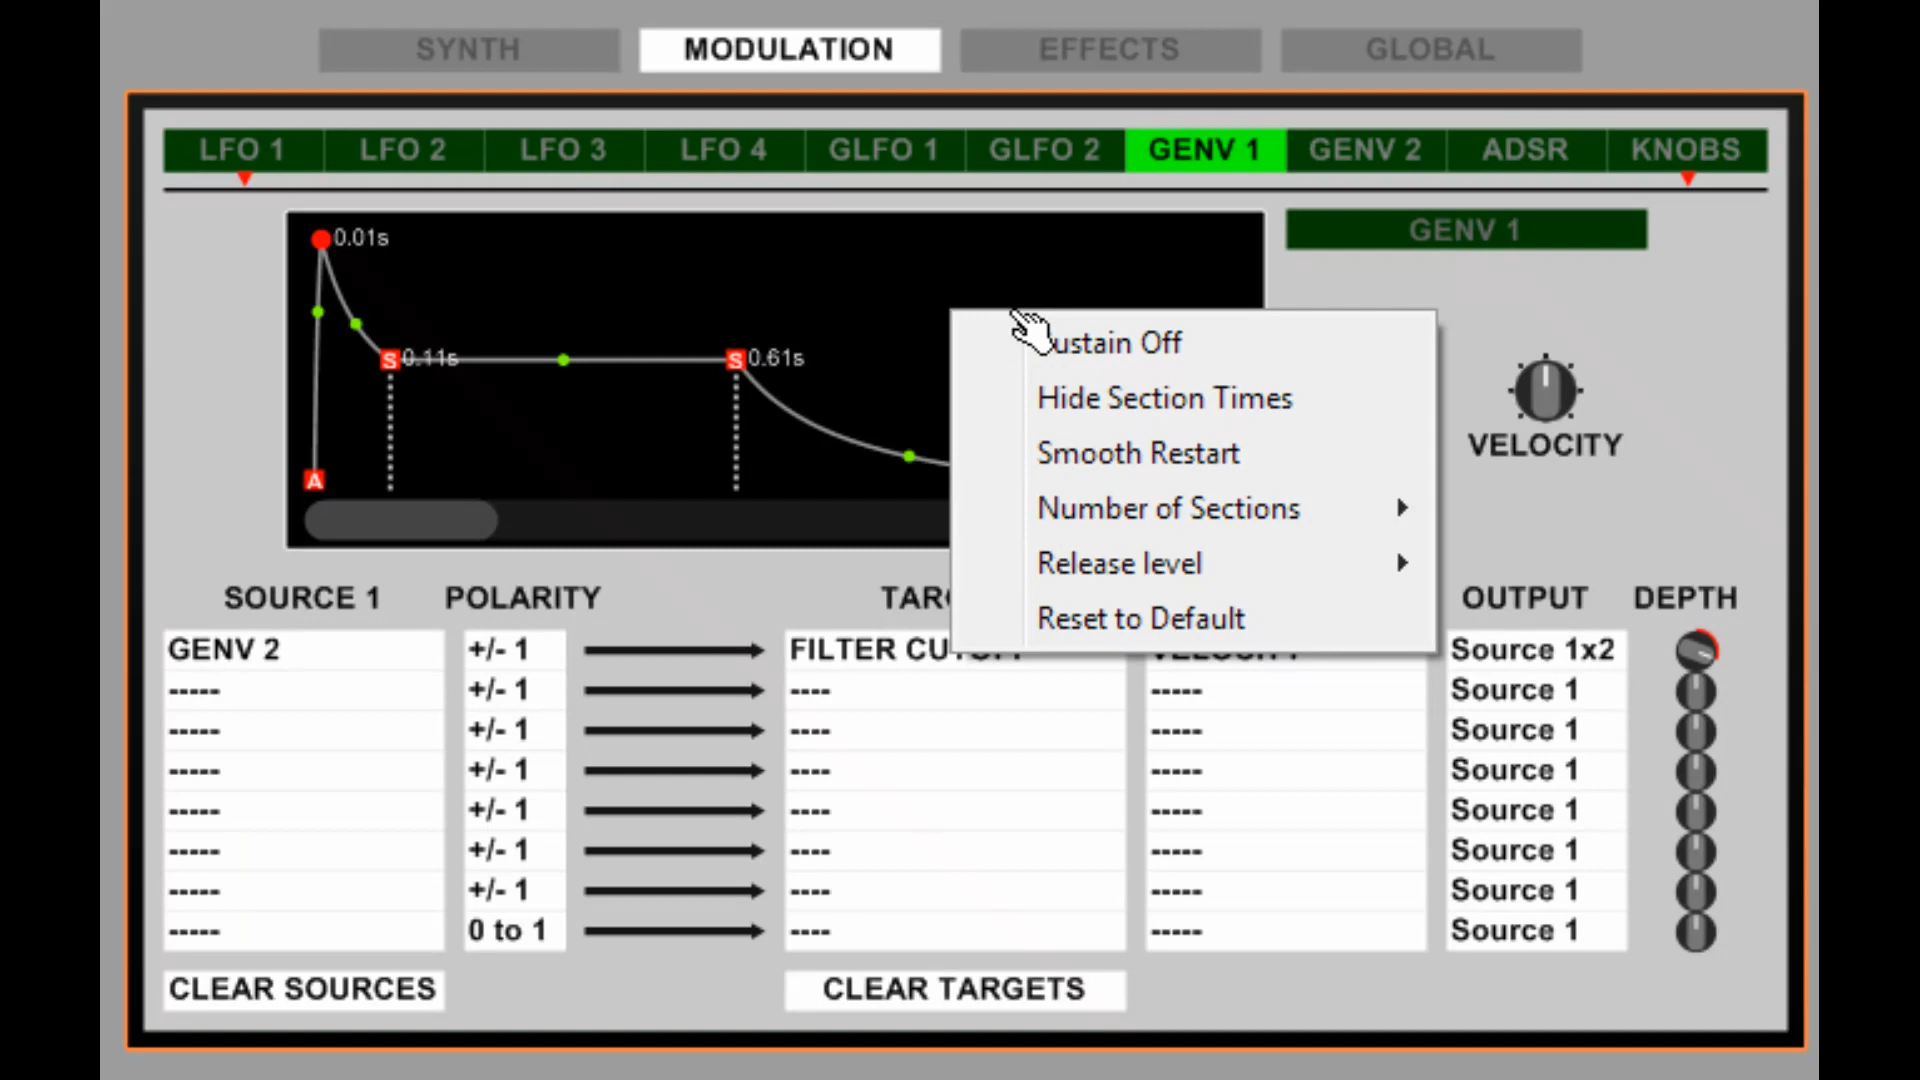 SYNTH MODULATION EFFECTS GLOBAL
LFO 1 LFO 2 LFO 3 LFO 4 GLFO 1 GLFO 2 GENV 1 GENV 2 ADSR KNOBS
0.01s
GENV 1
S 0.11s
S 0.61s
A
ustain Off
Hide Section Times
Smooth Restart
Number of Sections
Release level
Reset to Default
VELOCITY
SOURCE 1 POLARITY TAR OUTPUT DEPTH
GENV 2 +/- 1 FILTER Source 1x2
----- +/- 1 ---- ----- Source 1
----- +/- 1 ---- ----- Source 1
----- +/- 1 ---- ----- Source 1
----- +/- 1 ---- ----- Source 1
----- +/- 1 ---- ----- Source 1
----- +/- 1 ---- ----- Source 1
----- 0 to 1 ---- ----- Source 1
CLEAR SOURCES CLEAR TARGETS